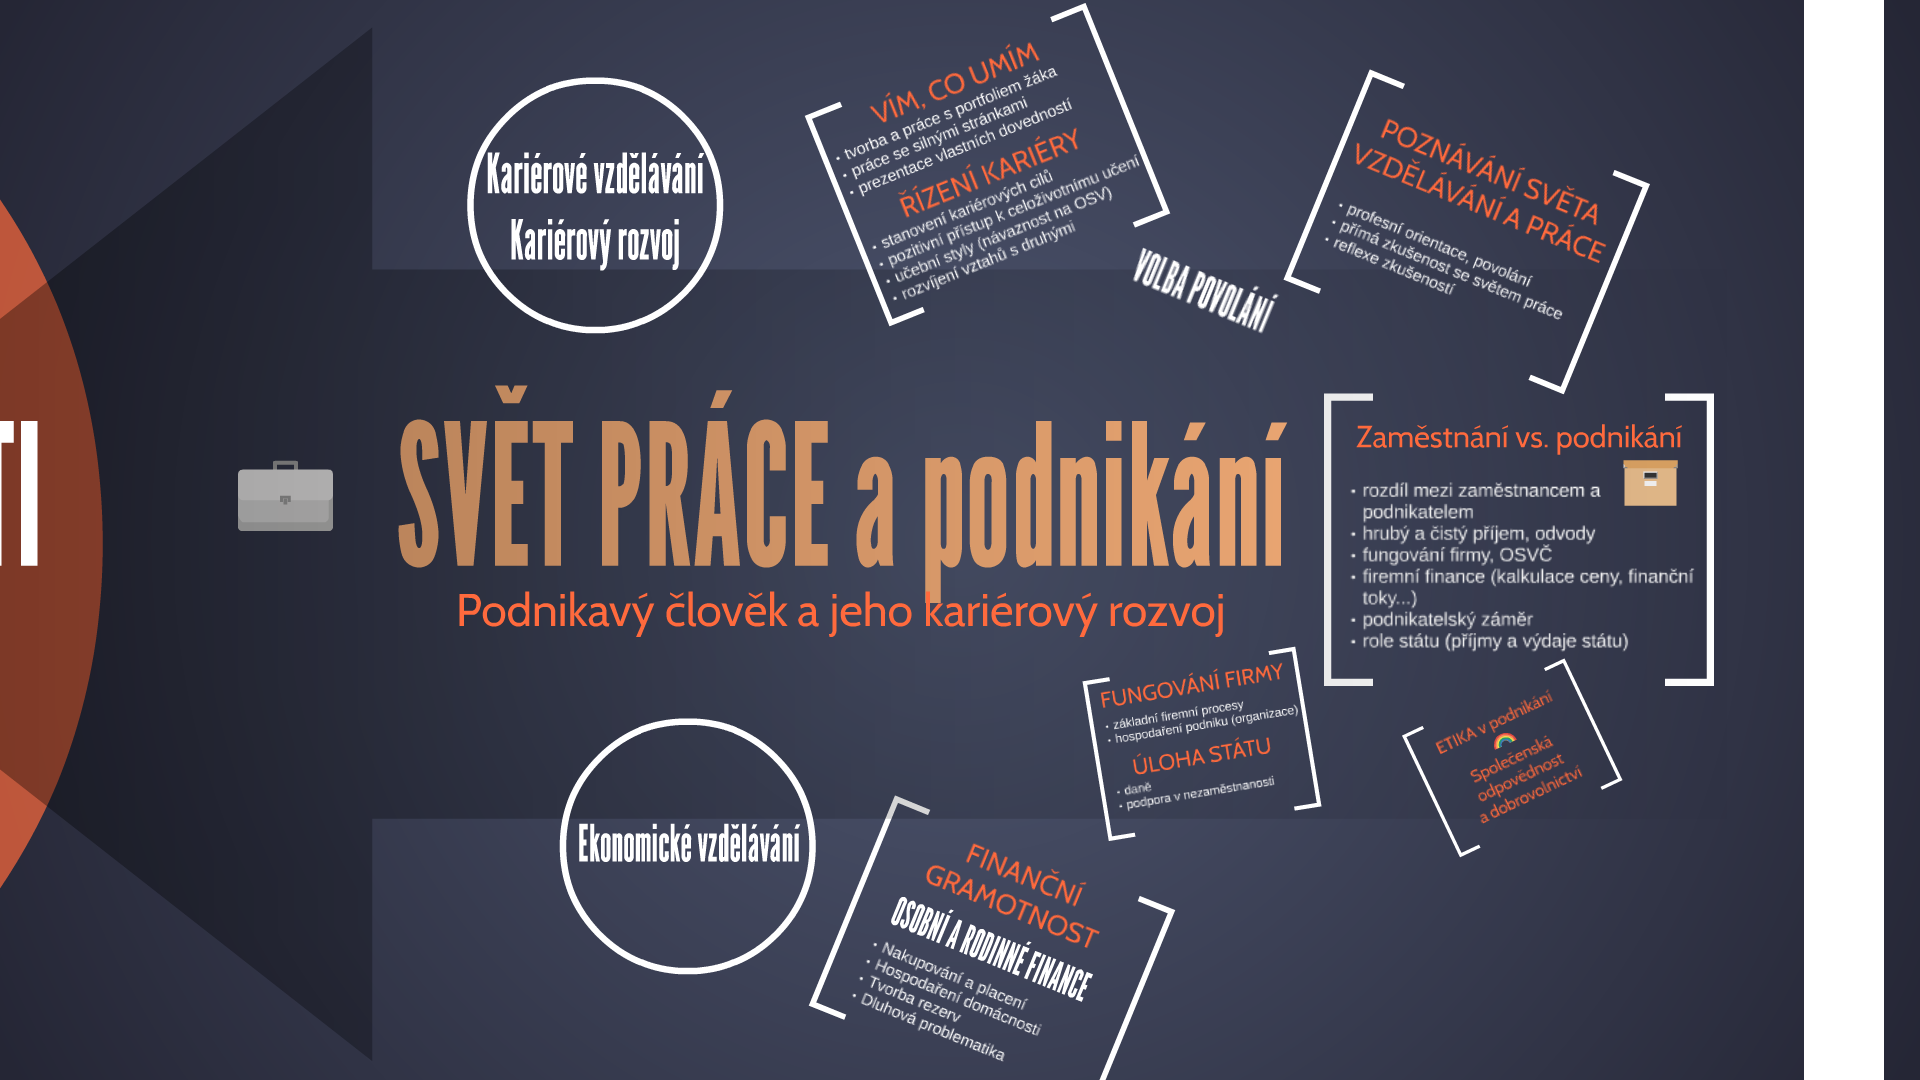 TI
Kariérové vzdělávání
Kariérový rozvoj
VÍM, CO UMÍM
• tvorba a práce s portfoliem žáka
• práce se silnými stránkami
• prezentace vlastních dovedností
ŘÍZENÍ KARIÉRY
• stanovení kariérových cílů
• pozitivní přístup k celoživotnímu učení
• učební styly (návaznost na OSV)
• rozvíjení vztahů s druhými
VOLBA POVOLÁNÍ
POZNÁVÁNÍ SVĚTA
VZDĚLÁVÁNÍ A PRÁCE
• profesní orientace, povolání
• přímá zkušenost se světem práce
• reflexe zkušeností
SVĚT PRÁCE a podnikání
Podnikavý člověk a jeho kariérový rozvoj
Zaměstnání vs. podnikání
• rozdíl mezi zaměstnancem a
podnikatelem
• hrubý a čistý příjem, odvody
• fungování firmy, OSVČ
• firemní finance (kalkulace ceny, finanční
toky...)
• podnikatelský záměr
• role státu (příjmy a výdaje státu)
FUNGOVÁNÍ FIRMY
• základní firemní procesy
• hospodaření podniku (organizace)
ÚLOHA STÁTU
• daně
• podpora v nezaměstnanosti
ETIKA v podnikání
Společenská
odpovědnost
a dobrovolnictví
Ekonomické vzdělávání
FINANČNÍ
GRAMOTNOST
OSOBNÍ A RODINNÉ FINANCE
• Nakupování a placení
• Hospodaření domácnosti
• Tvorba rezerv
• Dluhová problematika